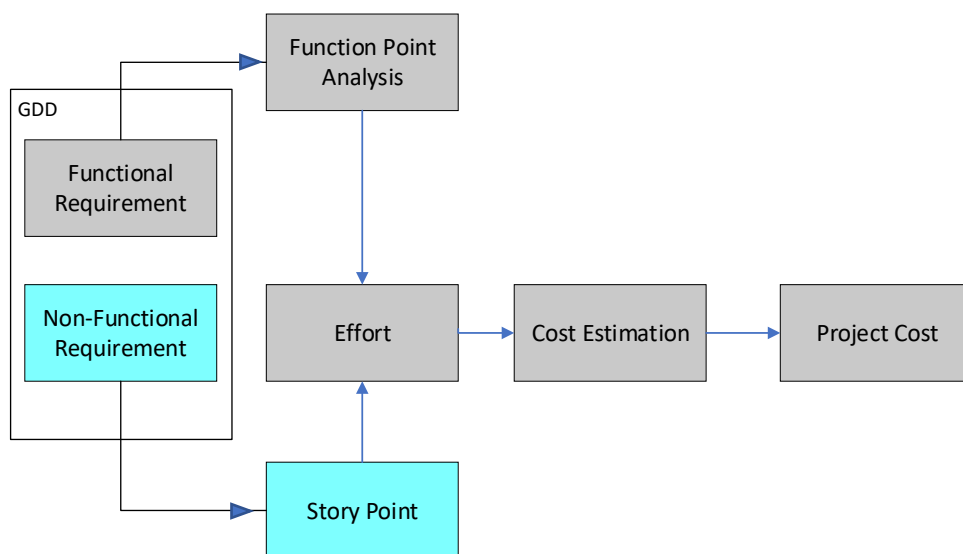 Function Point
Analysis
GDD
Functional
Requirement
Non-Functional
Requirement
Effort
Cost Estimation
Project Cost
Story Point